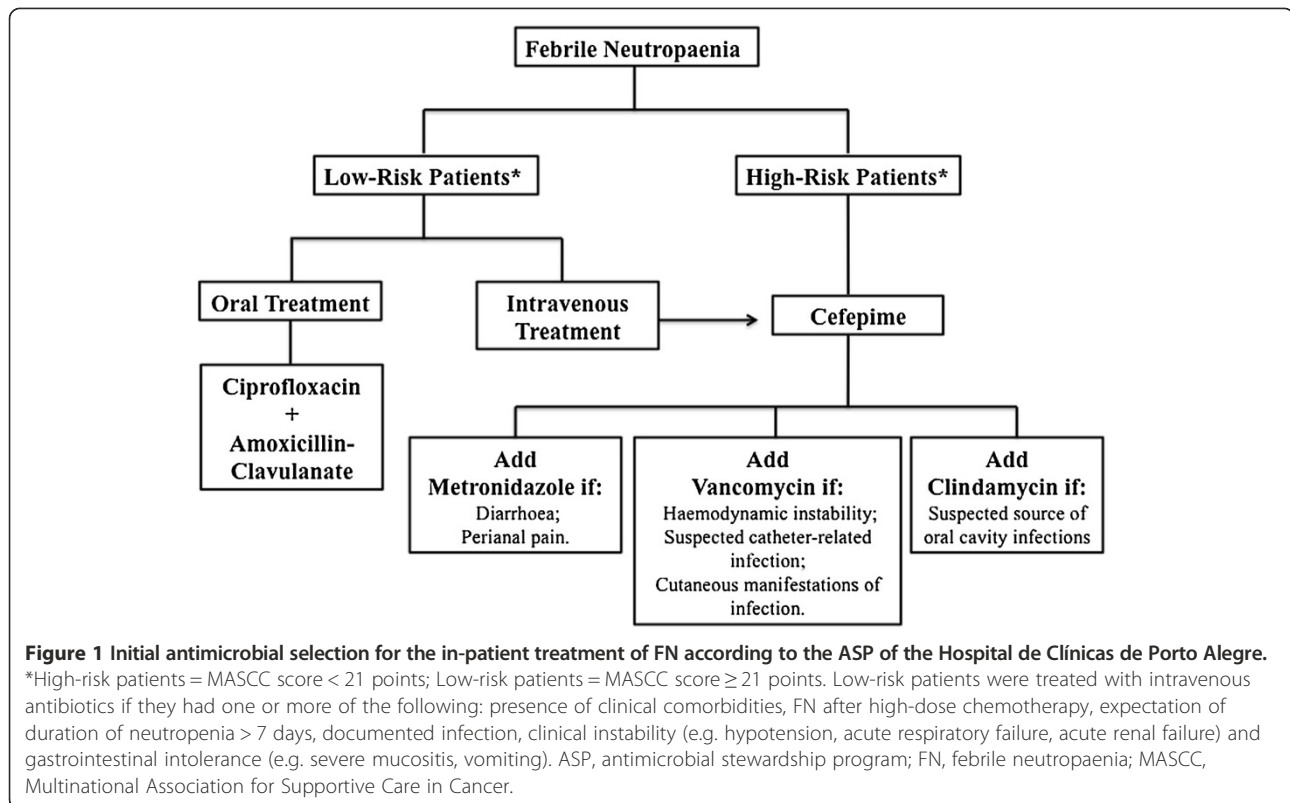 Febrile Neutropaenia
Low-Risk Patients*
High-Risk Patients*
Oral Treatment
Intravenous
Treatment
Cefepime
Ciprofloxacin
+
Amoxicillin-
Clavulanate
Add
Metronidazole if:
Diarrhoea;
Perianal pain.
Add
Vancomycin if:
Haemodynamic instability;
Suspected catheter-related
infection;
Cutaneous manifestations of
infection.
Add
Clindamycin if:
Suspected source of
oral cavity infections
Figure 1 Initial antimicrobial selection for the in-patient treatment of FN according to the ASP of the Hospital de Clínicas de Porto Alegre.
*High-risk patients = MASCC score < 21 points; Low-risk patients = MASCC score ≥ 21 points. Low-risk patients were treated with intravenous
antibiotics if they had one or more of the following: presence of clinical comorbidities, FN after high-dose chemotherapy, expectation of
duration of neutropenia > 7 days, documented infection, clinical instability (e.g. hypotension, acute respiratory failure, acute renal failure) and
gastrointestinal intolerance (e.g. severe mucositis, vomiting). ASP, antimicrobial stewardship program; FN, febrile neutropaenia; MASCC,
Multinational Association for Supportive Care in Cancer.